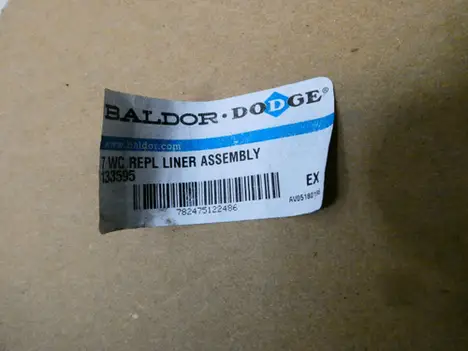 BALDOR · DODGE®
www.baldor.com
7 WC REPL LINER ASSEMBLY
133595
EX
782475122486